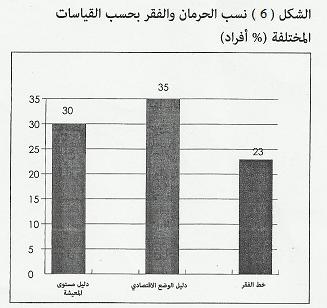 الشكل ( 6 ) نسب الحرمان والفقر بحسب القياسات
المختلفة (% أفراد)
35
30
25
20
15
10
5
0
30
35
23
دليل مستوى
المعيشة
دليل الوضع الاقتصادي
خط الفقر